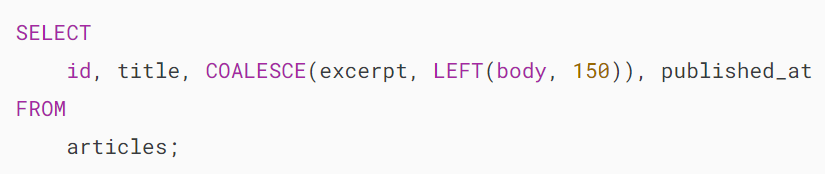 SELECT
    id, title, COALESCE(excerpt, LEFT(body, 150)), published_at
FROM
    articles;